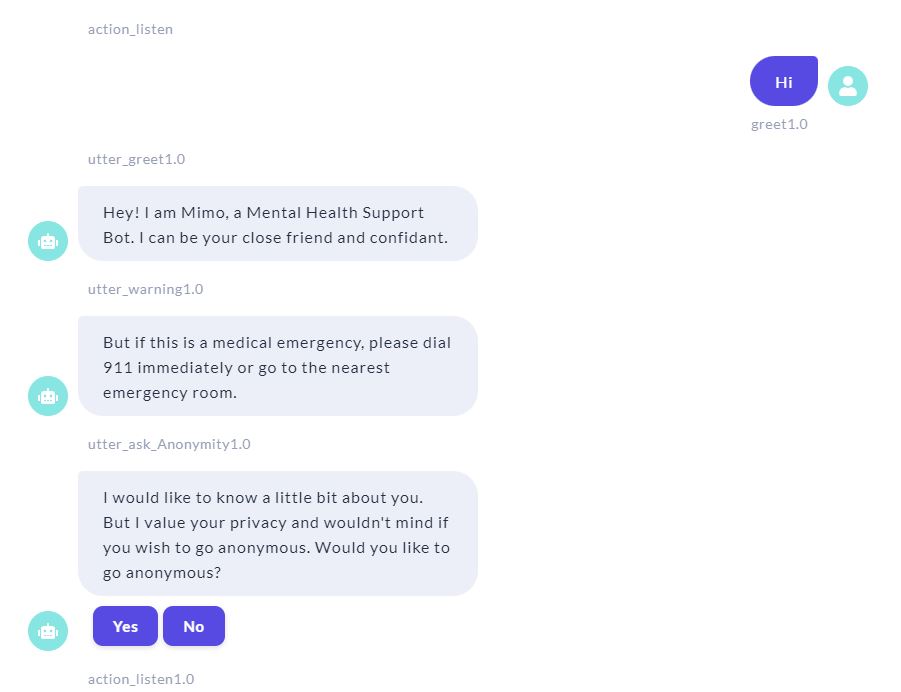 action_listen
Hi
greet1.0
utter_greet1.0
Hey! I am Mimo, a Mental Health Support
Bot. I can be your close friend and confidant.
utter_warning1.0
But if this is a medical emergency, please dial
911 immediately or go to the nearest
emergency room.
utter_ask_Anonymity1.0
I would like to know a little bit about you.
But I value your privacy and wouldn't mind if
you wish to go anonymous. Would you like to
go anonymous?
Yes No
action_listen1.0